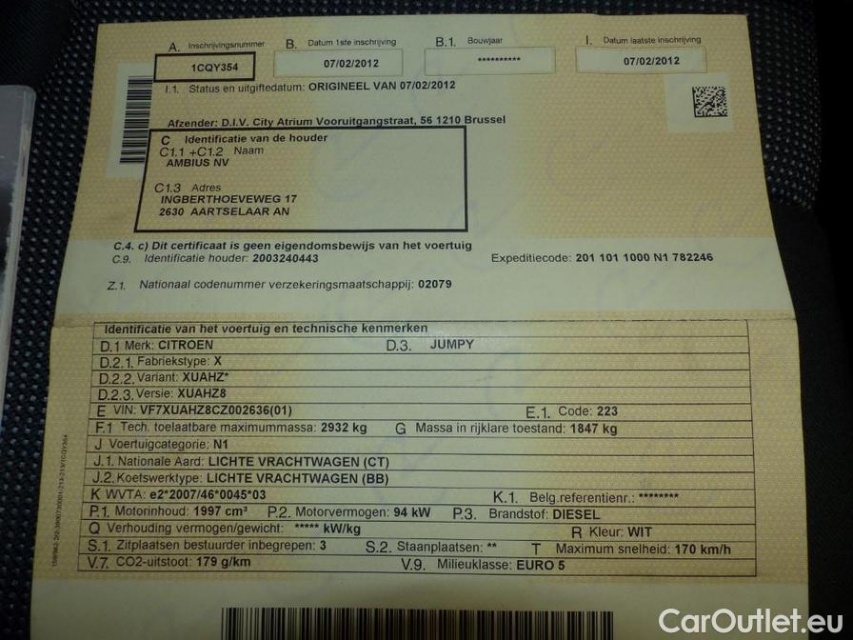 A. Inschrijvingsnummer B. Datum 1ste inschrijving B.1. Bouwjaar I. Datum laatste inschrijving
1CQY354 07/02/2012 ********** 07/02/2012
I.1. Status en uitgiftedatum: ORIGINEEL VAN 07/02/2012
Afzender: D.I.V. City Atrium Vooruitgangstraat, 56 1210 Brussel
C Identificatie van de houder
C1.1 +C1.2 Naam
AMBIUS NV
C1.3 Adres
INGBERTHOEVEWEG 17
2630 AARTSELAAR AN
C.4. c) Dit certificaat is geen eigendomsbewijs van het voertuig
C.9. Identificatie houder: 2003240443 Expeditiecode: 201 101 1000 N1 782246
Z.1. Nationaal codenummer verzekeringsmaatschappij: 02079
Identificatie van het voertuig en technische kenmerken
D.1 Merk: CITROEN D.3. JUMPY
D.2.1. Fabriekstype: X
D.2.2. Variant: XUAHZ*
D.2.3. Versie: XUAHZ8
E VIN: VF7XUAHZ8CZ002636(01) E.1. Code: 223
F.1 Tech. toelaatbare maximummassa: 2932 kg G Massa in rijklare toestand: 1847 kg
J Voertuigcategorie: N1
J.1. Nationale Aard: LICHTE VRACHTWAGEN (CT)
J.2. Koetswerktype: LICHTE VRACHTWAGEN (BB)
K WVTA: e2*2007/46*0045*03 K.1. Belg.referentienr.: ********
P.1. Motorinhoud: 1997 cm³ P.2. Motorvermogen: 94 kW P.3. Brandstof: DIESEL
Q Verhouding vermogen/gewicht: ***** kW/kg R Kleur: WIT
S.1. Zitplaatsen bestuurder inbegrepen: 3 S.2. Staanplaatsen: ** T Maximum snelheid: 170 km/h
V.7. CO2-uitstoot: 179 g/km V.9. Milieuklasse: EURO 5
CarOutlet.eu